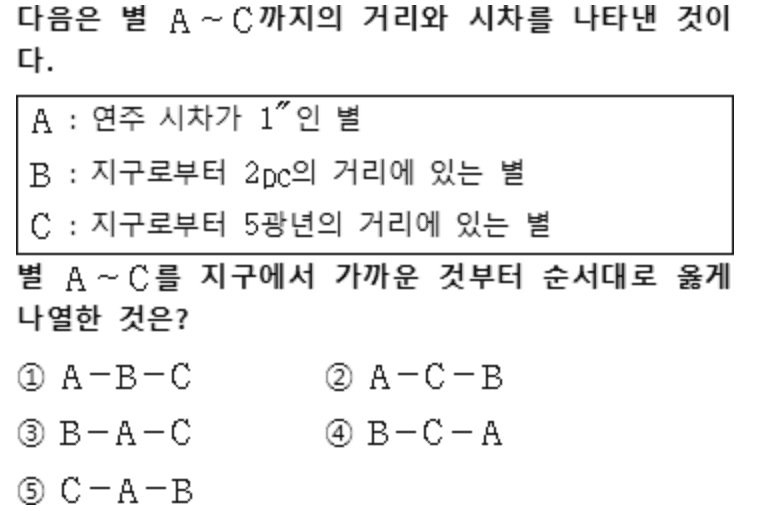 다음은 별 A ~ C까지의 거리와 시차를 나타낸 것이
다.
A : 연주 시차가 1″인 별
B : 지구로부터 2pc의 거리에 있는 별
C : 지구로부터 5광년의 거리에 있는 별
별 A ~ C를 지구에서 가까운 것부터 순서대로 옳게
나열한 것은?
① A－B－C ② A－C－B
③ B－A－C ④ B－C－A
⑤ C－A－B